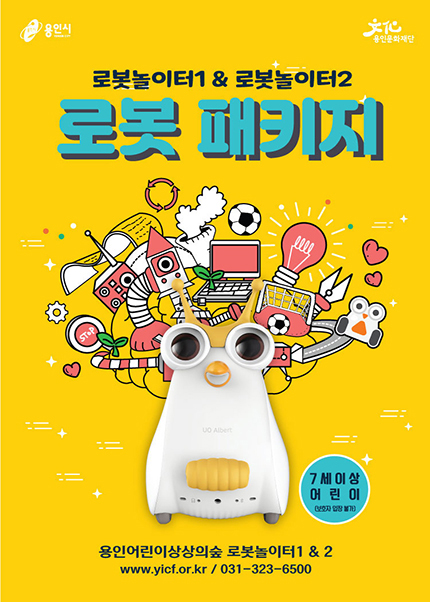 용인시
文化
용인문화재단
로봇놀이터1 & 로봇놀이터2
로봇 패키지
STOP
UO Albert
7세이상
어린이
(보호자 입장 불가)
용인어린이상상의숲 로봇놀이터1 & 2
www.yicf.or.kr / 031-323-6500